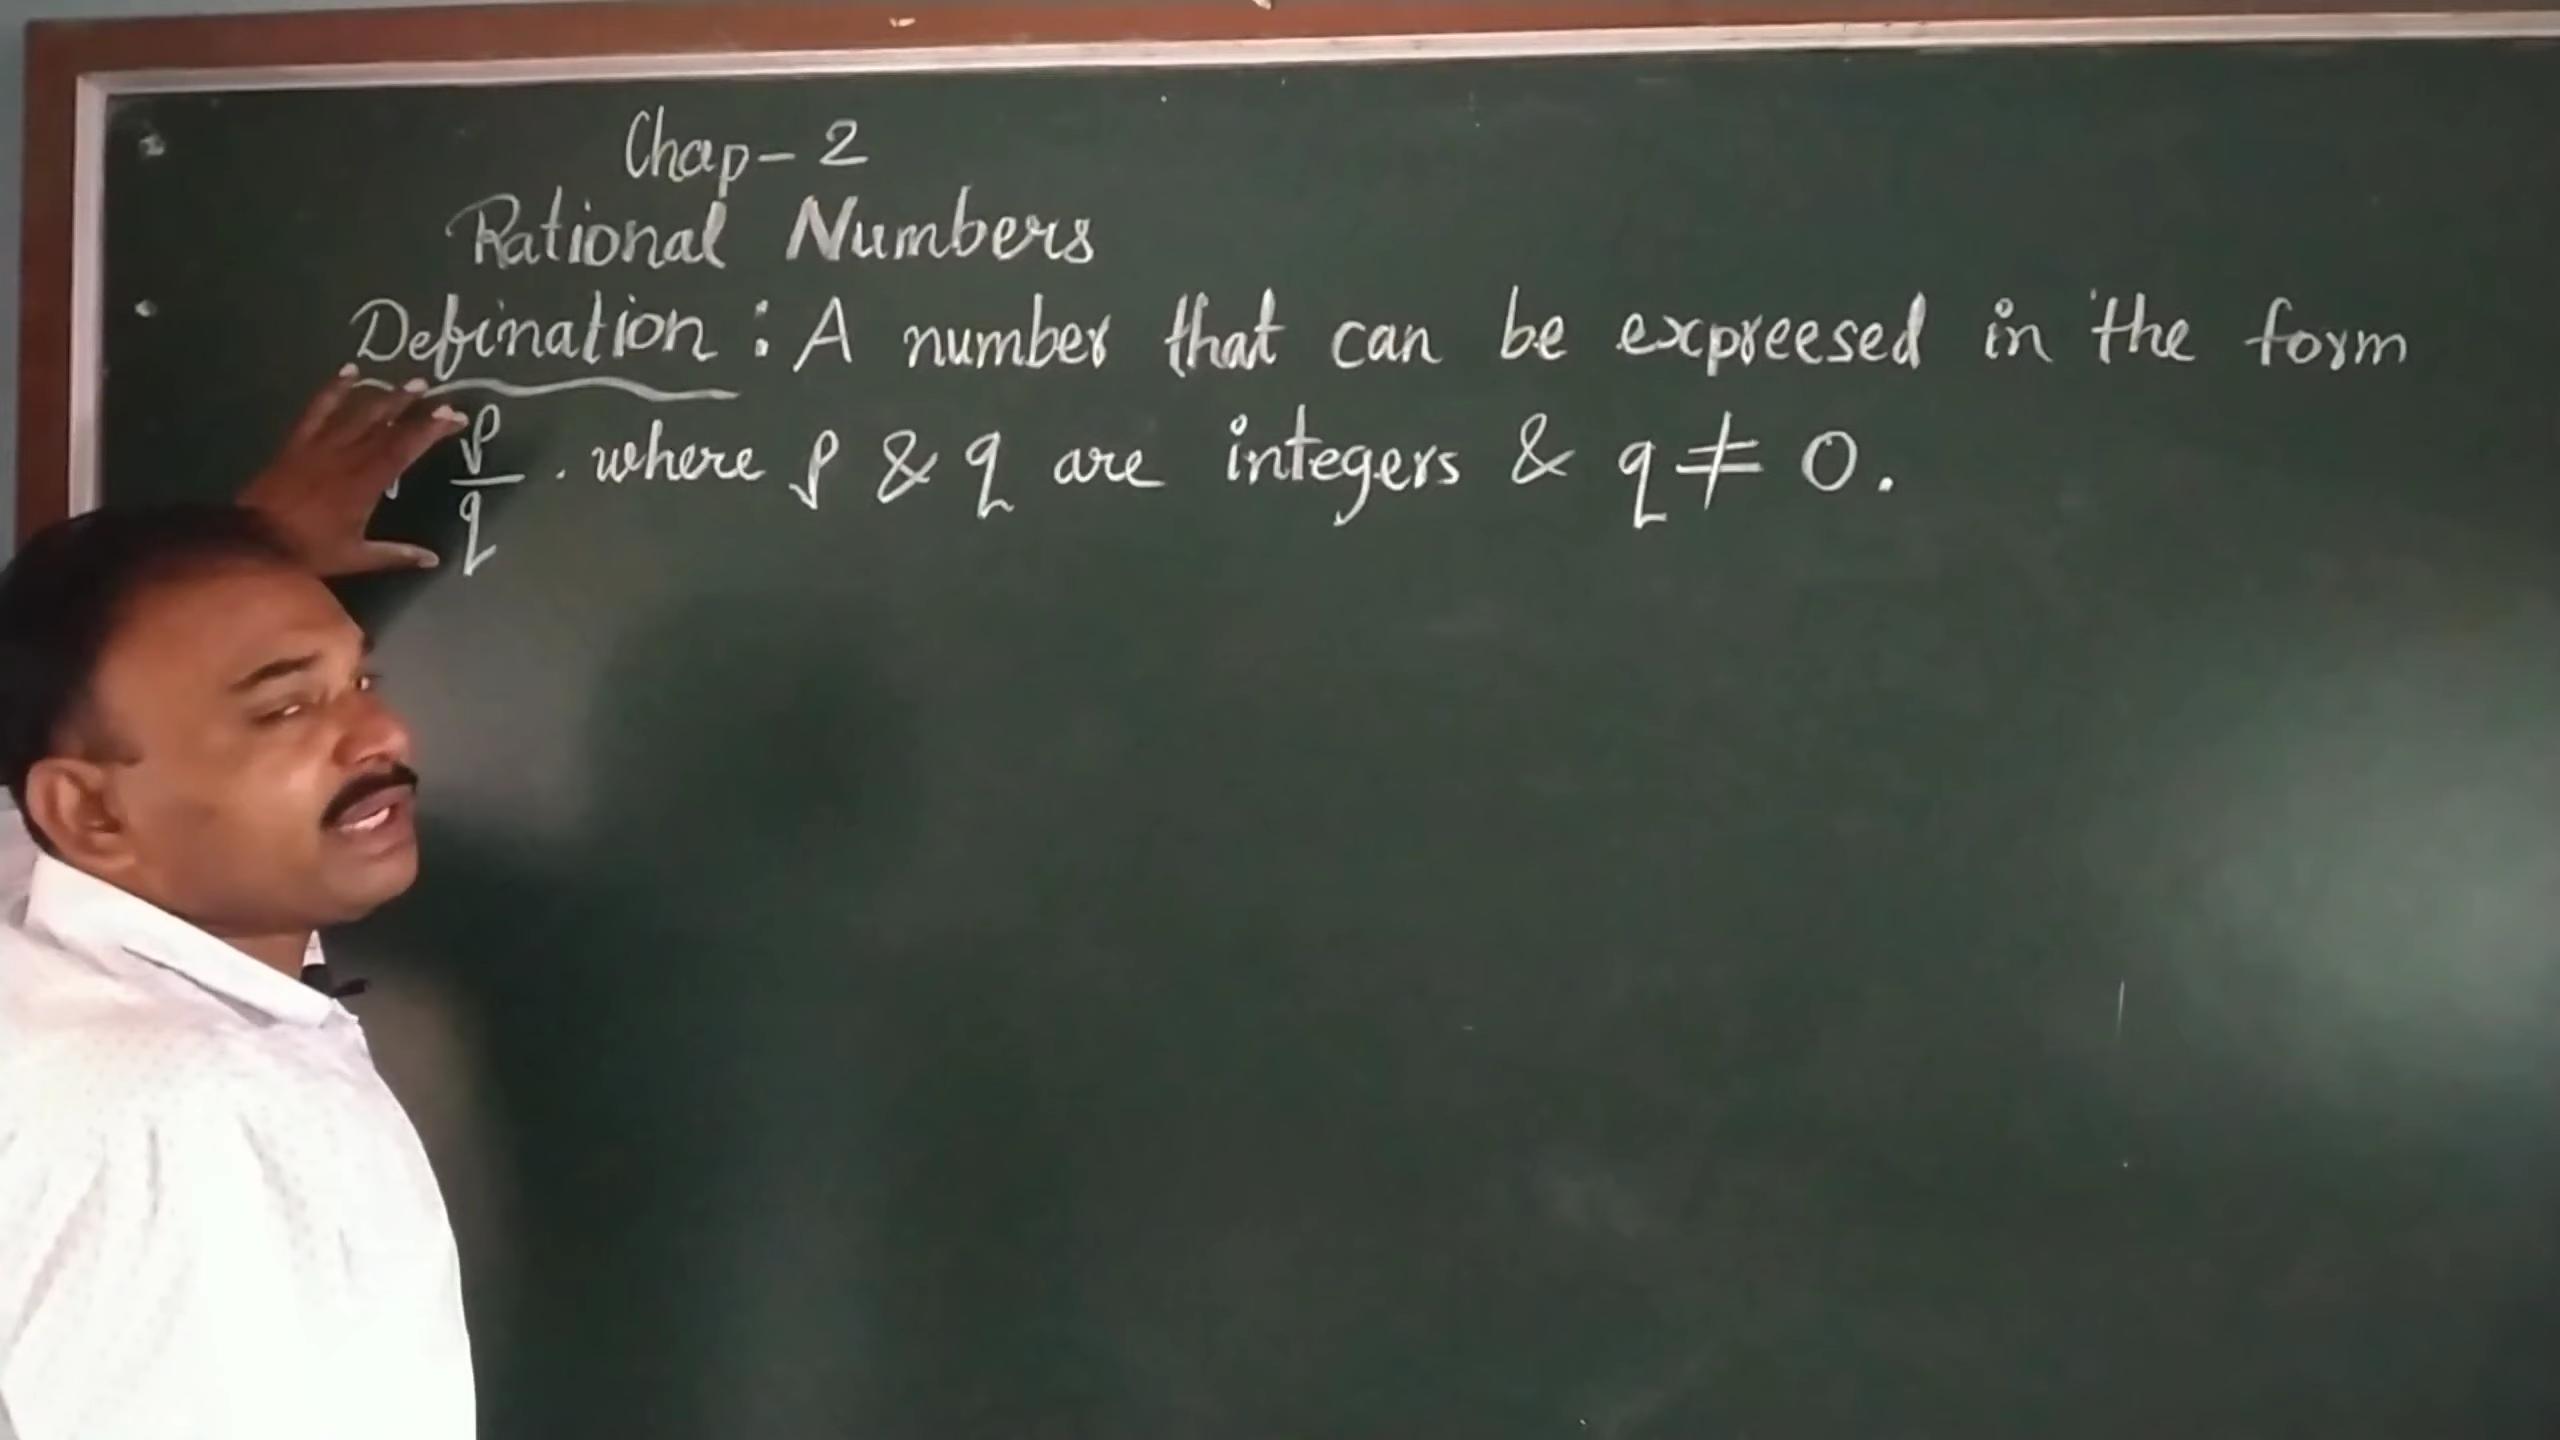 Chap-2
Rational Numbers
Defination : A number that can be expreesed in the form
p/q . where p & q are integers & q ≠ 0.